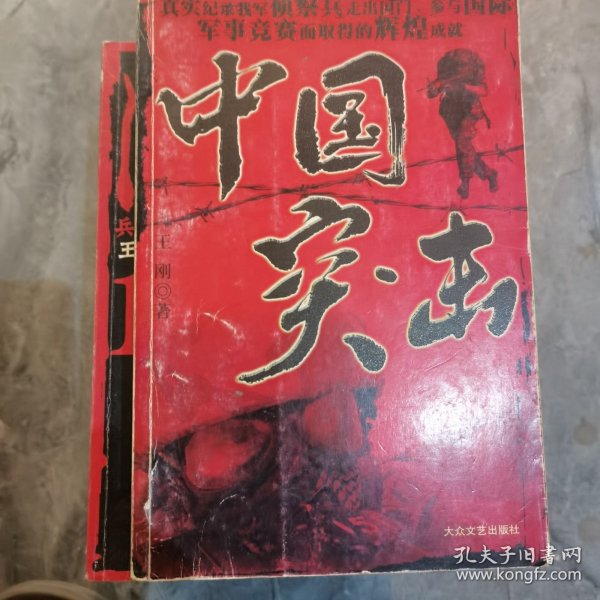 真实纪录我军侦察兵走出国门、参与国际
军事竞赛而取得的辉煌成就
中国
突击
王刚◎著
兵
王
大众文艺出版社
孔夫子旧书网
www.kongfz.com